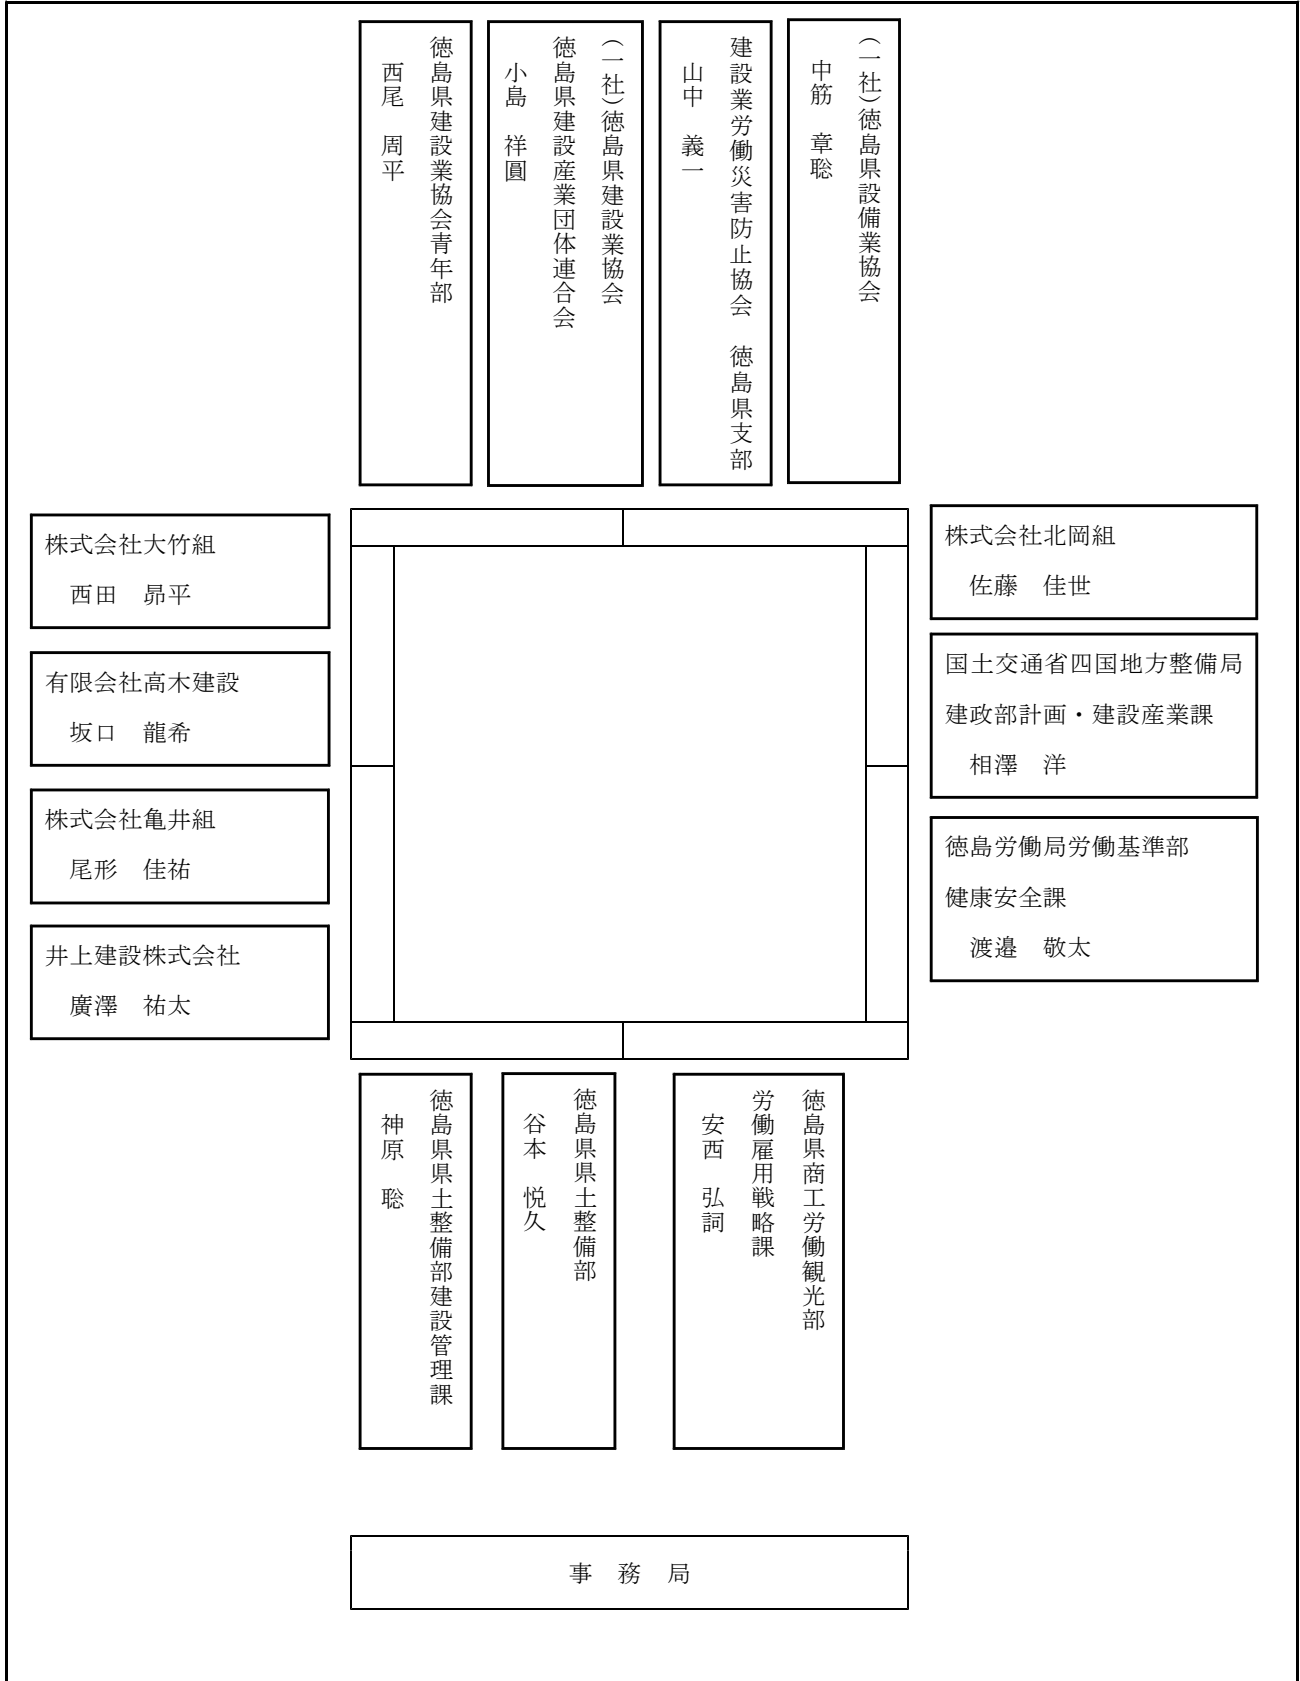 （一社）徳島県設備業協会
中筋　章聡
建設業労働災害防止協会　徳島県支部
山中　義一
（一社）徳島県建設業協会
徳島県建設産業団体連合会
小島　祥圓
徳島県建設業協会青年部
西尾　周平
株式会社大竹組
西田　昴平
有限会社高木建設
坂口　龍希
株式会社亀井組
尾形　佳祐
井上建設株式会社
廣澤　祐太
株式会社北岡組
佐藤　佳世
国土交通省四国地方整備局
建政部計画・建設産業課
相澤　洋
徳島労働局労働基準部
健康安全課
渡邉　敬太
徳島県商工労働観光部
労働雇用戦略課
安西　弘詞
徳島県県土整備部
谷本　悦久
徳島県県土整備部建設管理課
神原　聡
事　務　局